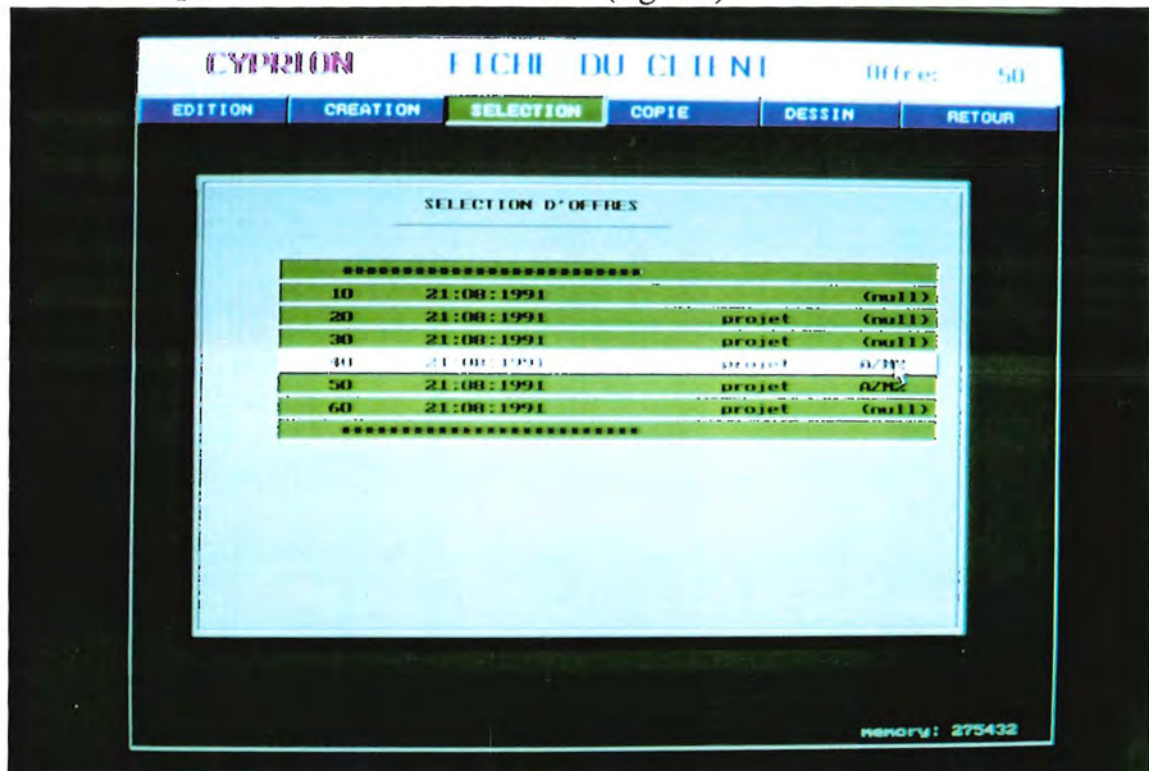 CYPRION FICHE DU CLIENT Offre: 50
EDITION CREATION SELECTION COPIE DESSIN RETOUR
SELECTION D'OFFRES
10 21:08:1991 (null)
20 21:08:1991 projet (null)
30 21:08:1991 projet (null)
40 21:08:1991 projet
50 21:08:1991 projet
60 21:08:1991 projet (null)
memory: 275432